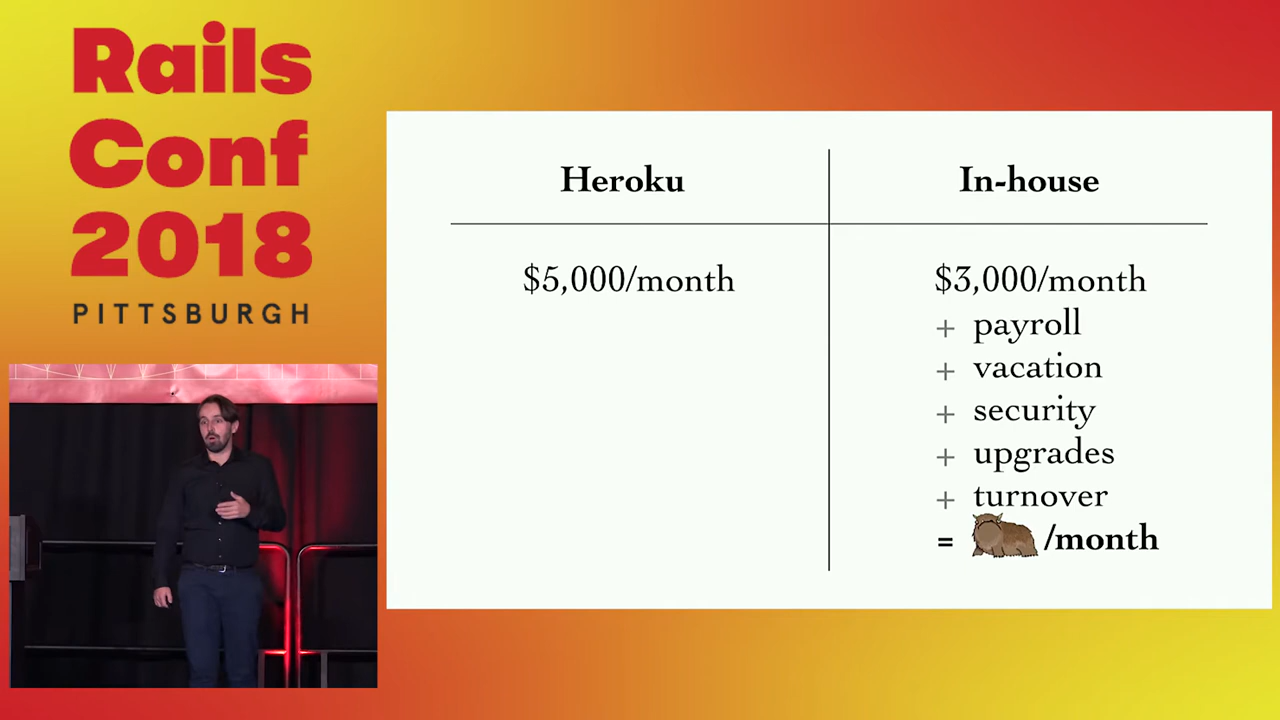 Rails
Conf
2018
PITTSBURGH
Heroku
In-house
$5,000/month
$3,000/month
+ payroll
+ vacation
+ security
+ upgrades
+ turnover
= /month